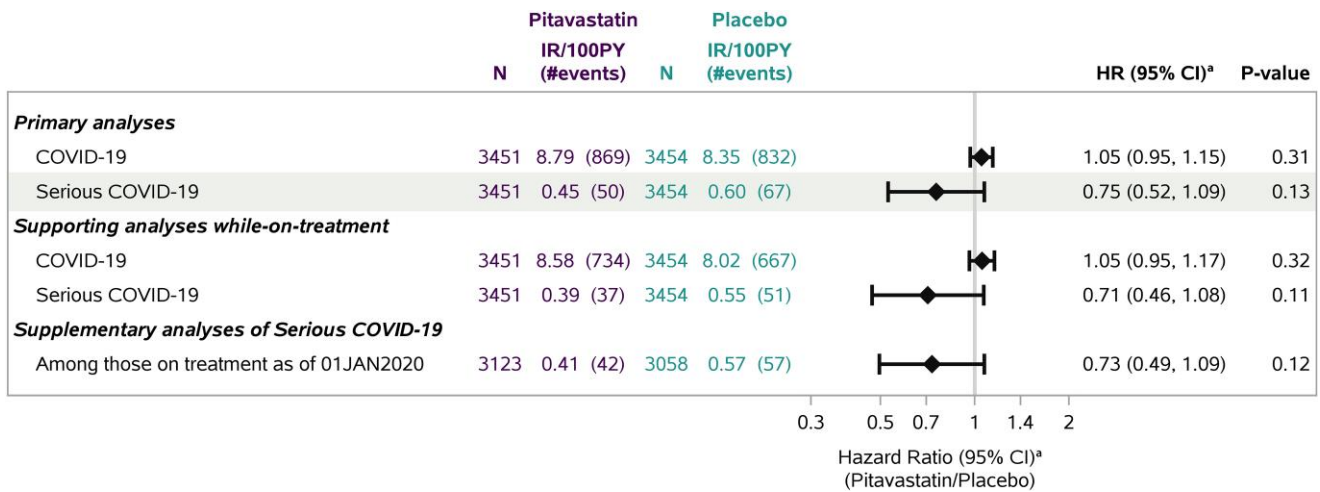 Pitavastatin Placebo
IR/100PY IR/100PY
N (#events) N (#events) HR (95% CI)ᵃ P-value
Primary analyses
COVID-19 3451 8.79 (869) 3454 8.35 (832) 1.05 (0.95, 1.15) 0.31
Serious COVID-19 3451 0.45 (50) 3454 0.60 (67) 0.75 (0.52, 1.09) 0.13
Supporting analyses while-on-treatment
COVID-19 3451 8.58 (734) 3454 8.02 (667) 1.05 (0.95, 1.17) 0.32
Serious COVID-19 3451 0.39 (37) 3454 0.55 (51) 0.71 (0.46, 1.08) 0.11
Supplementary analyses of Serious COVID-19
Among those on treatment as of 01JAN2020 3123 0.41 (42) 3058 0.57 (57) 0.73 (0.49, 1.09) 0.12
0.3 0.5 0.7 1 1.4 2
Hazard Ratio (95% CI)ᵃ
(Pitavastatin/Placebo)